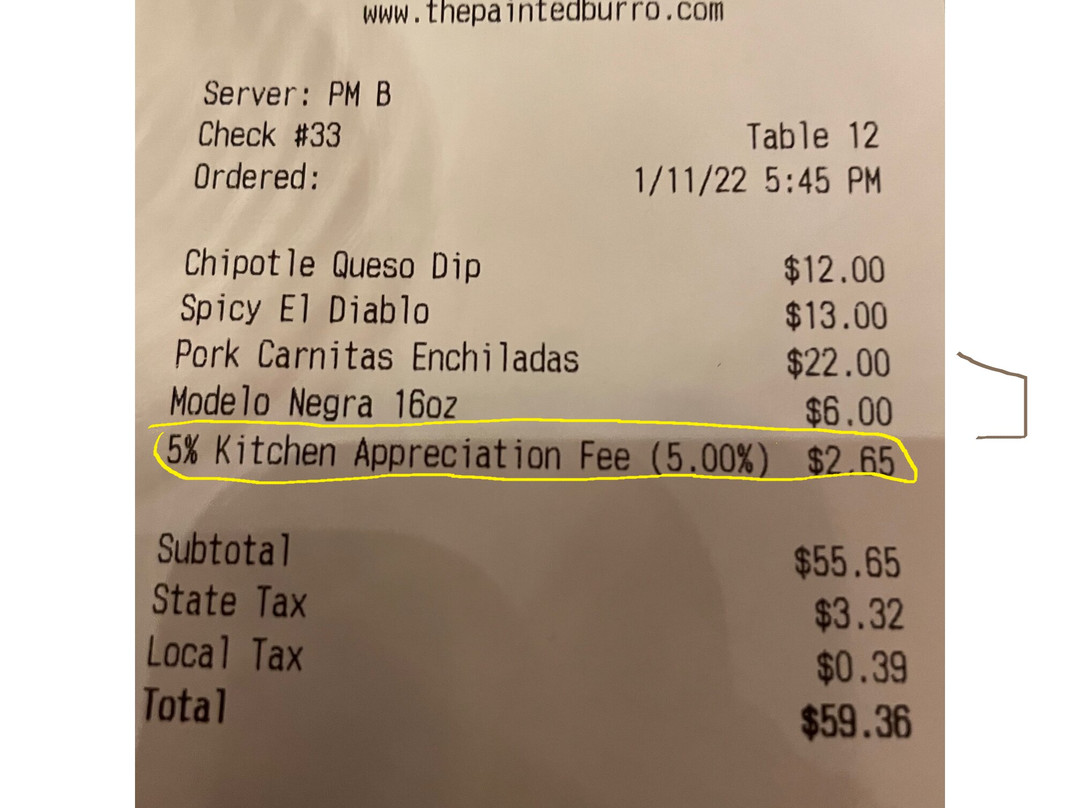 www.thepaintedburro.com
Server: PM B
Check #33 Table 12
Ordered: 1/11/22 5:45 PM
Chipotle Queso Dip $12.00
Spicy El Diablo $13.00
Pork Carnitas Enchiladas $22.00
Modelo Negra 16oz $6.00
5% Kitchen Appreciation Fee (5.00%) $2.65
Subtotal $55.65
State Tax $3.32
Local Tax $0.39
Total $59.36